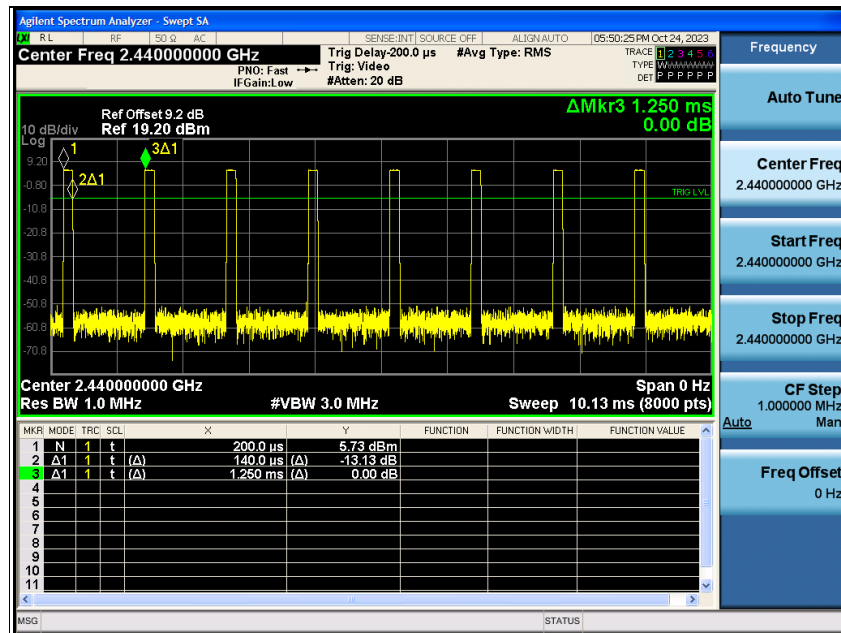 Agilent Spectrum Analyzer - Swept SA
LXI RL RF 50 Ω AC SENSE:INT SOURCE OFF ALIGN AUTO 05:50:25 PM Oct 24, 2023
Center Freq 2.440000000 GHz
PNO: Fast
IFGain:Low
Trig Delay-200.0 µs
Trig: Video
#Atten: 20 dB
#Avg Type: RMS
TRACE 1 2 3 4 5 6
TYPE WWWWWW
DET P P P P P P
ΔMkr3 1.250 ms
0.00 dB
Ref Offset 9.2 dB
10 dB/div Ref 19.20 dBm
Log
9.20
-0.80
-10.8
-20.8
-30.8
-40.8
-50.8
-60.8
-70.8
1
2Δ1
3Δ1
TRIG LVL
Center 2.440000000 GHz Span 0 Hz
Res BW 1.0 MHz #VBW 3.0 MHz Sweep 10.13 ms (8000 pts)
MKR MODE TRC SCL X Y FUNCTION FUNCTION WIDTH FUNCTION VALUE
1 N 1 t 200.0 µs 5.73 dBm
2 Δ1 1 t (Δ) 140.0 µs (Δ) -13.13 dB
3 Δ1 1 t (Δ) 1.250 ms (Δ) 0.00 dB
4
5
6
7
8
9
10
11
MSG STATUS
Frequency
Auto Tune
Center Freq
2.440000000 GHz
Start Freq
2.440000000 GHz
Stop Freq
2.440000000 GHz
CF Step
1.000000 MHz
Auto Man
Freq Offset
0 Hz